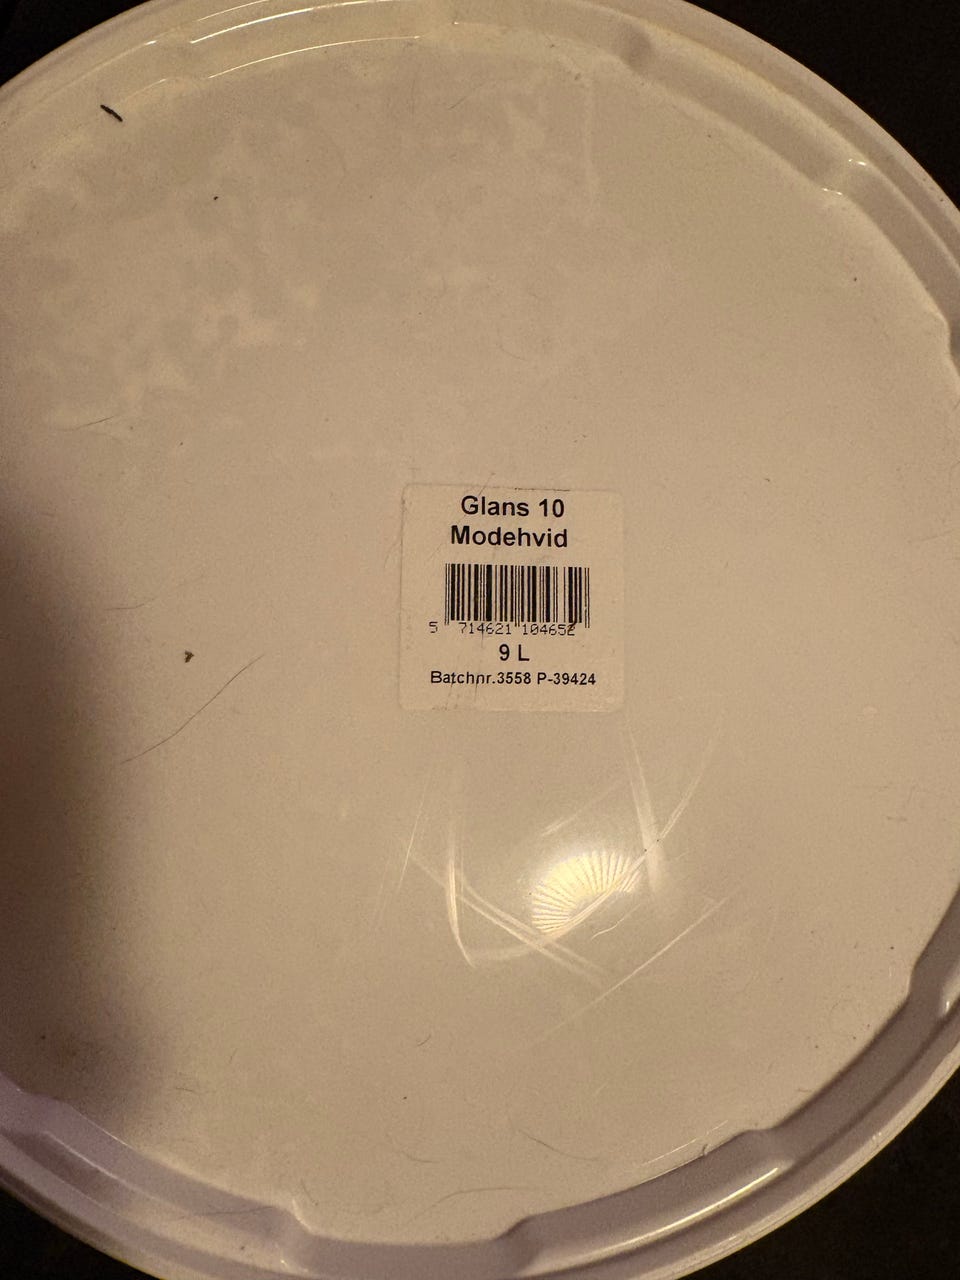 Glans 10
Modehvid
5 714621 104652
9 L
Batchnr.3558 P-39424